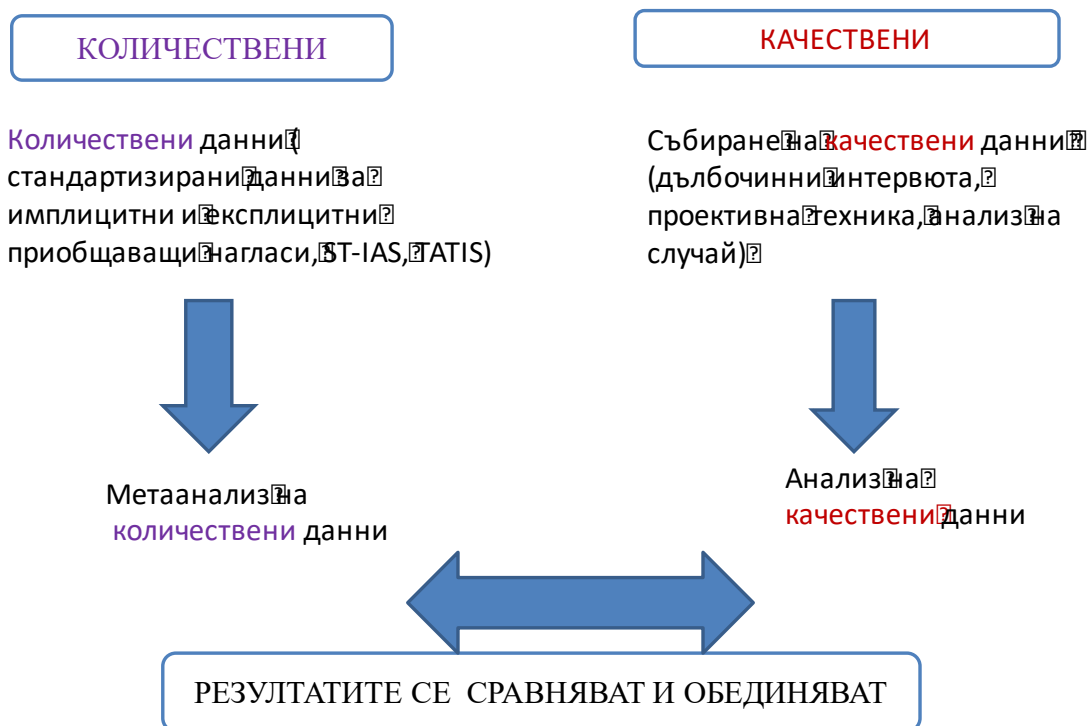 КОЛИЧЕСТВЕНИ
КАЧЕСТВЕНИ
Количествени данни (
стандартизирани данни за
имплицитни и експлицитни
приобщаващи нагласи, ST-IAS, TATIS)
Събиране на качествени данни
(дълбочинни интервюта,
проективна техника, анализ на
случай)
Метаанализ на
количествени данни
Анализ на
качествени данни
РЕЗУЛТАТИТЕ СЕ СРАВНЯВАТ И ОБЕДИНЯВАТ